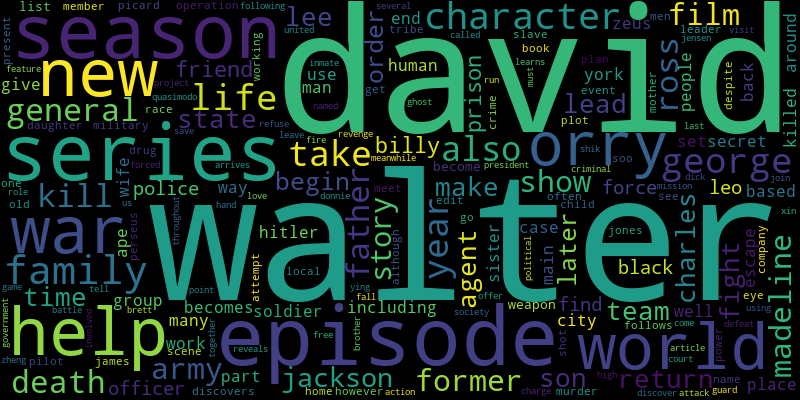 list member picard operation following
season
david
character
film
zeus men
several tribe called
united
present
new
working
lee
end
order
slave leader jensen
book plan visit
friend
human
use
man
get
prison
learns
ross
people
york
event
mother
despite
back
around
killed
give
feature
life
general
inmate
named
ghost
run
crime
must
lead
plot
race
project
quasimodo
state
daughter military
save
refuse
leave
fire
revenge
last
set secret
series
drug
forced
arrives
wife
take
meanwhile
billy
also
president
criminal
orry
shik
soo
george
mission
dick
join
one
role
old
us
kill
police
way
love
begin
donnie
father
meet
become
make
show
force
often
child
see
leo
based
xin
war
walter
throughout
hand
hitler
story
although
edit
year
go
agent
sister
political
case
main
later
jones
black
charles
fight
escape
company
eye
madeline
ape
perseus
family
game
tell
time
point
attempt
local
ying
fall
offer
society
weapon
find
city
team
well
using
government
battle
group
becomes
soldier
including
free
brother
shot
follows
come
power
defeat
help
involved
brett
many
work
together
episode
world
article
court
zheng
pilot
james
scene
reveals
death
officer
army
part
discovers
jackson
home however
action
former
charge
son
murder
high
return
discover
attack
name
guard
place